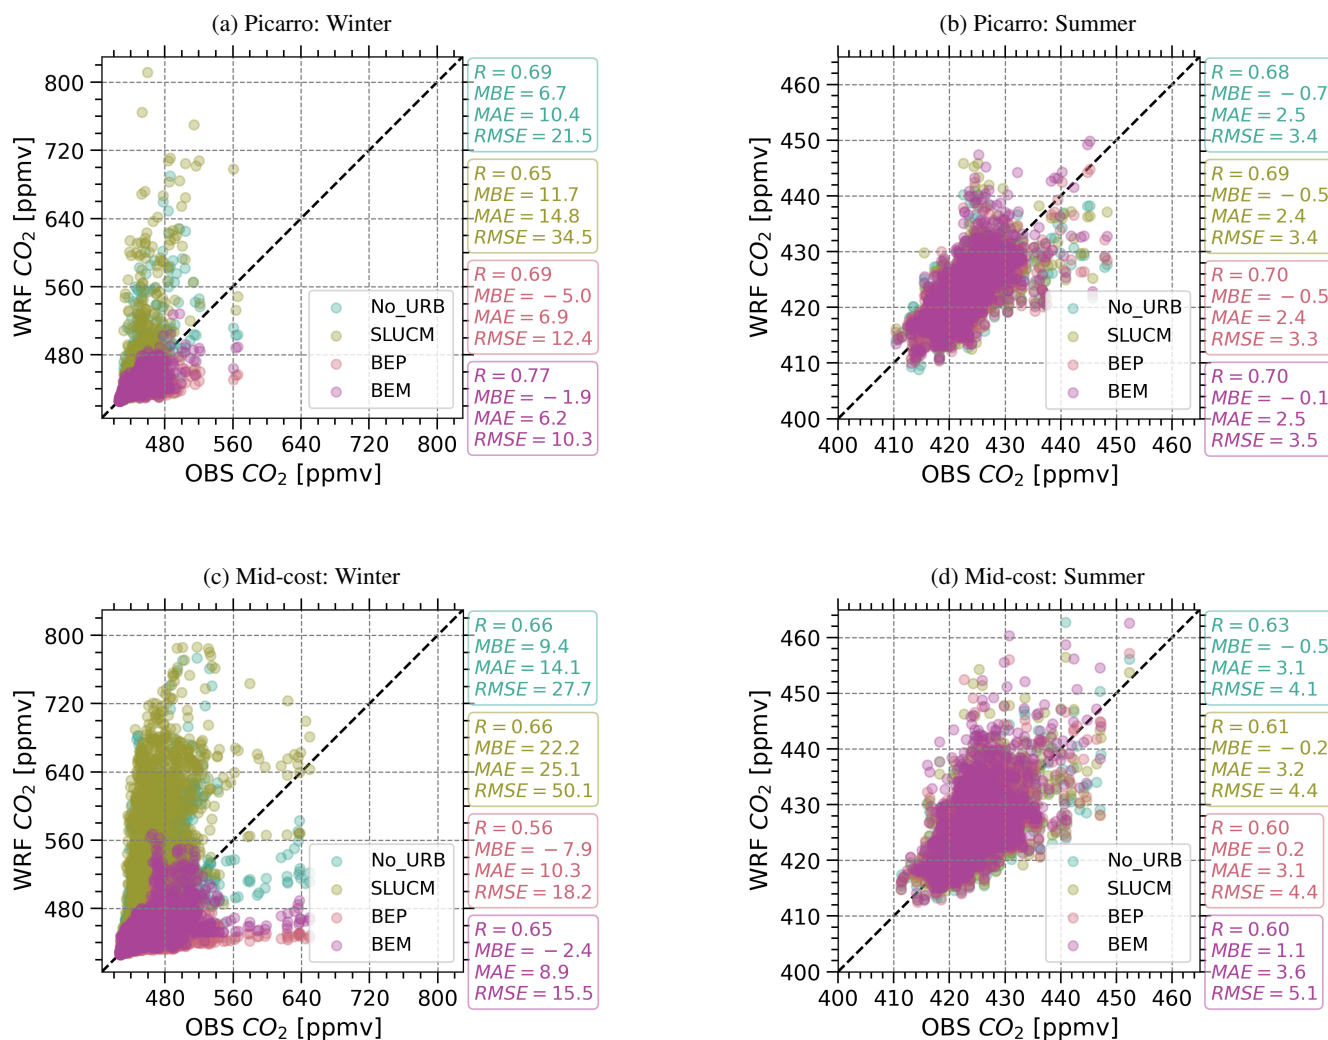 (a) Picarro: Winter
WRF CO2 [ppmv]
800
720
640
560
480
480 560 640 720 800
OBS CO2 [ppmv]
No_URB
SLUCM
BEP
BEM
R = 0.69
MBE = 6.7
MAE = 10.4
RMSE = 21.5
R = 0.65
MBE = 11.7
MAE = 14.8
RMSE = 34.5
R = 0.69
MBE = −5.0
MAE = 6.9
RMSE = 12.4
R = 0.77
MBE = −1.9
MAE = 6.2
RMSE = 10.3
(b) Picarro: Summer
WRF CO2 [ppmv]
460
450
440
430
420
410
400
400 410 420 430 440 450 460
OBS CO2 [ppmv]
No_URB
SLUCM
BEP
BEM
R = 0.68
MBE = −0.7
MAE = 2.5
RMSE = 3.4
R = 0.69
MBE = −0.5
MAE = 2.4
RMSE = 3.4
R = 0.70
MBE = −0.5
MAE = 2.4
RMSE = 3.3
R = 0.70
MBE = −0.1
MAE = 2.5
RMSE = 3.5
(c) Mid-cost: Winter
WRF CO2 [ppmv]
800
720
640
560
480
480 560 640 720 800
OBS CO2 [ppmv]
No_URB
SLUCM
BEP
BEM
R = 0.66
MBE = 9.4
MAE = 14.1
RMSE = 27.7
R = 0.66
MBE = 22.2
MAE = 25.1
RMSE = 50.1
R = 0.56
MBE = −7.9
MAE = 10.3
RMSE = 18.2
R = 0.65
MBE = −2.4
MAE = 8.9
RMSE = 15.5
(d) Mid-cost: Summer
WRF CO2 [ppmv]
460
450
440
430
420
410
400
400 410 420 430 440 450 460
OBS CO2 [ppmv]
No_URB
SLUCM
BEP
BEM
R = 0.63
MBE = −0.5
MAE = 3.1
RMSE = 4.1
R = 0.61
MBE = −0.2
MAE = 3.2
RMSE = 4.4
R = 0.60
MBE = 0.2
MAE = 3.1
RMSE = 4.4
R = 0.60
MBE = 1.1
MAE = 3.6
RMSE = 5.1